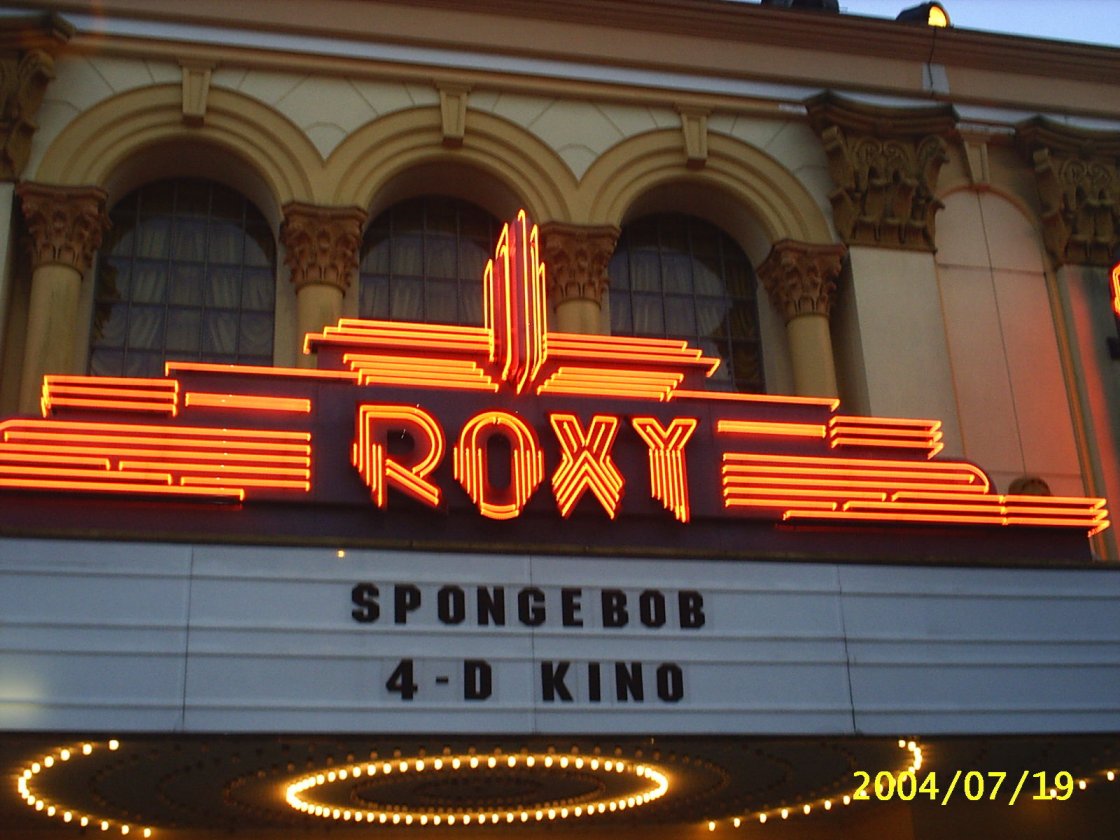 ROXY
SPONGEBOB
4-D KINO
2004/07/19